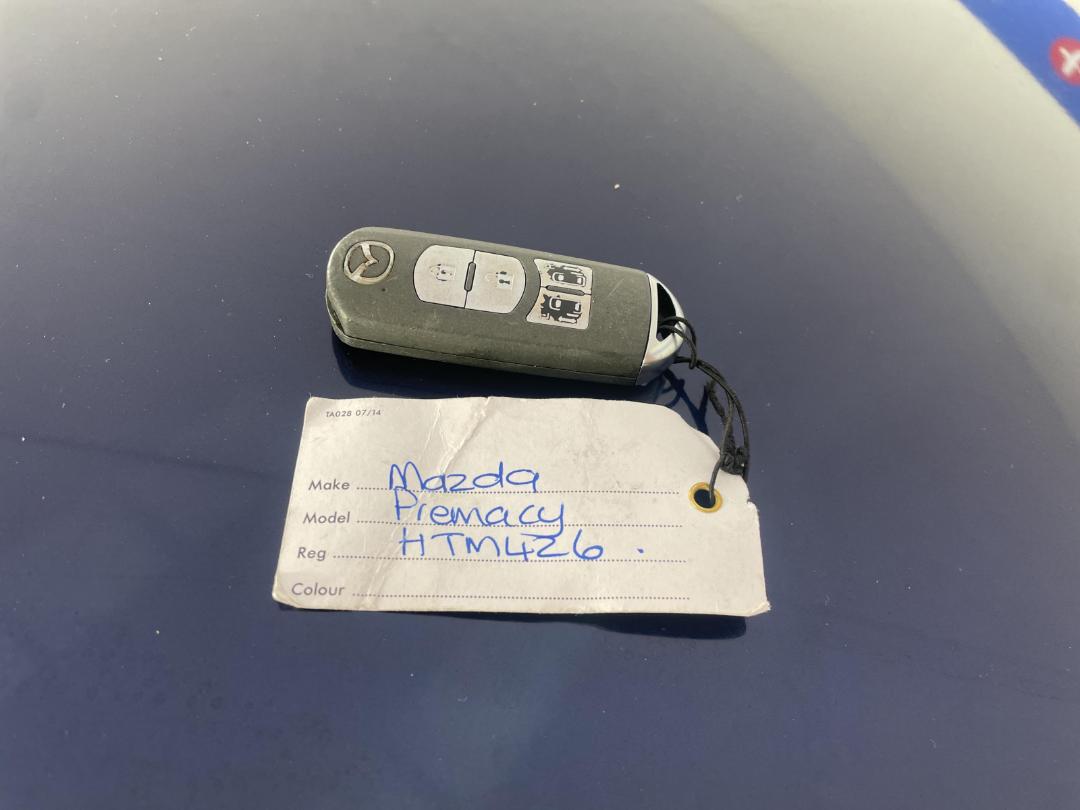 TA028 07/14
Make Mazda
Model Premacy
Reg HTM426 .
Colour